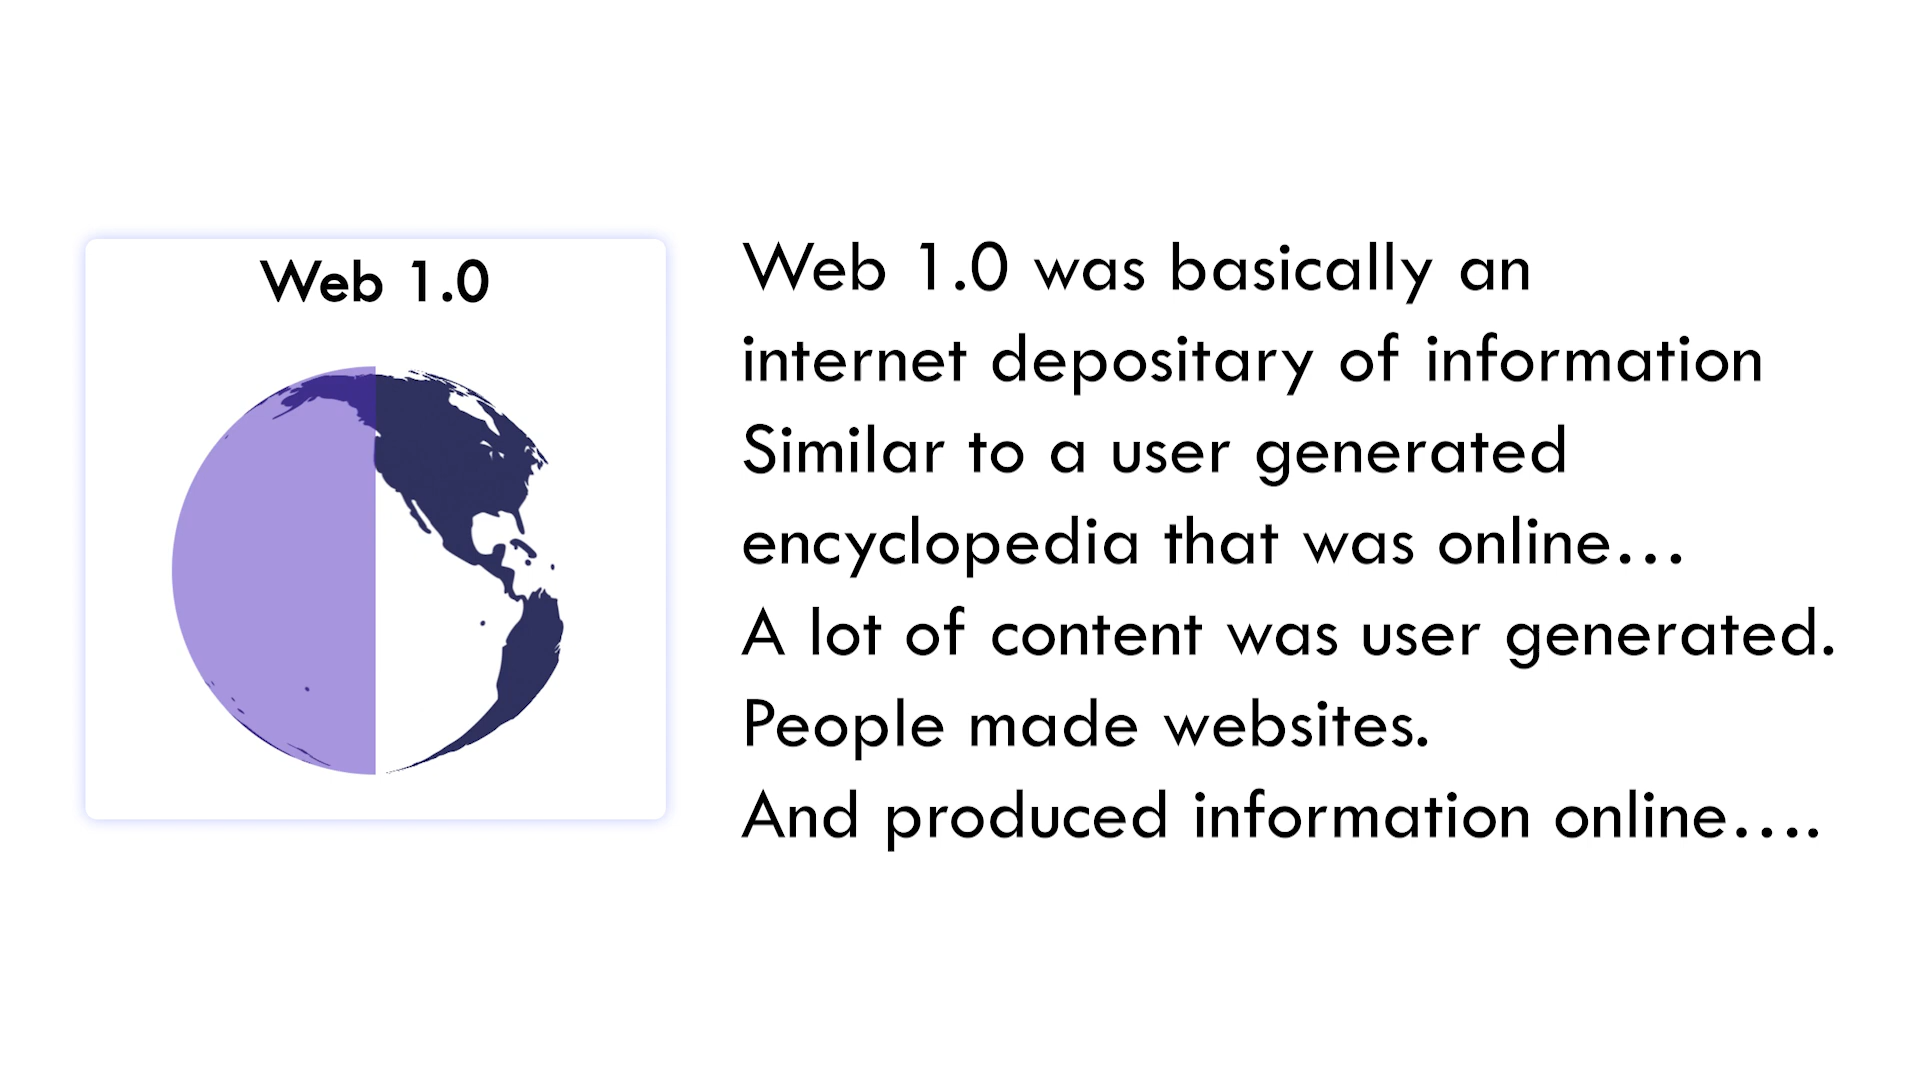 Web 1.0
Web 1.0 was basically an
internet depositary of information
Similar to a user generated
encyclopedia that was online...
A lot of content was user generated.
People made websites.
And produced information online....